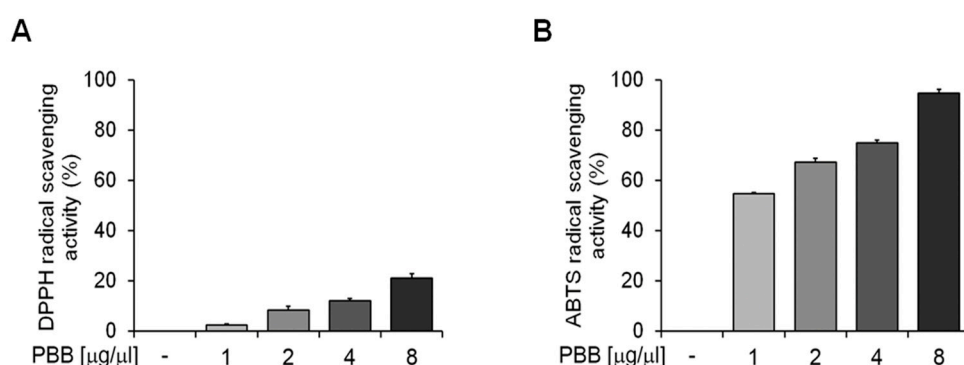 A
DPPH radical scavenging
activity (%)
100
80
60
40
20
0
PBB [µg/µl] - 1 2 4 8
B
ABTS radical scavenging
activity (%)
100
80
60
40
20
0
PBB [µg/µl] - 1 2 4 8